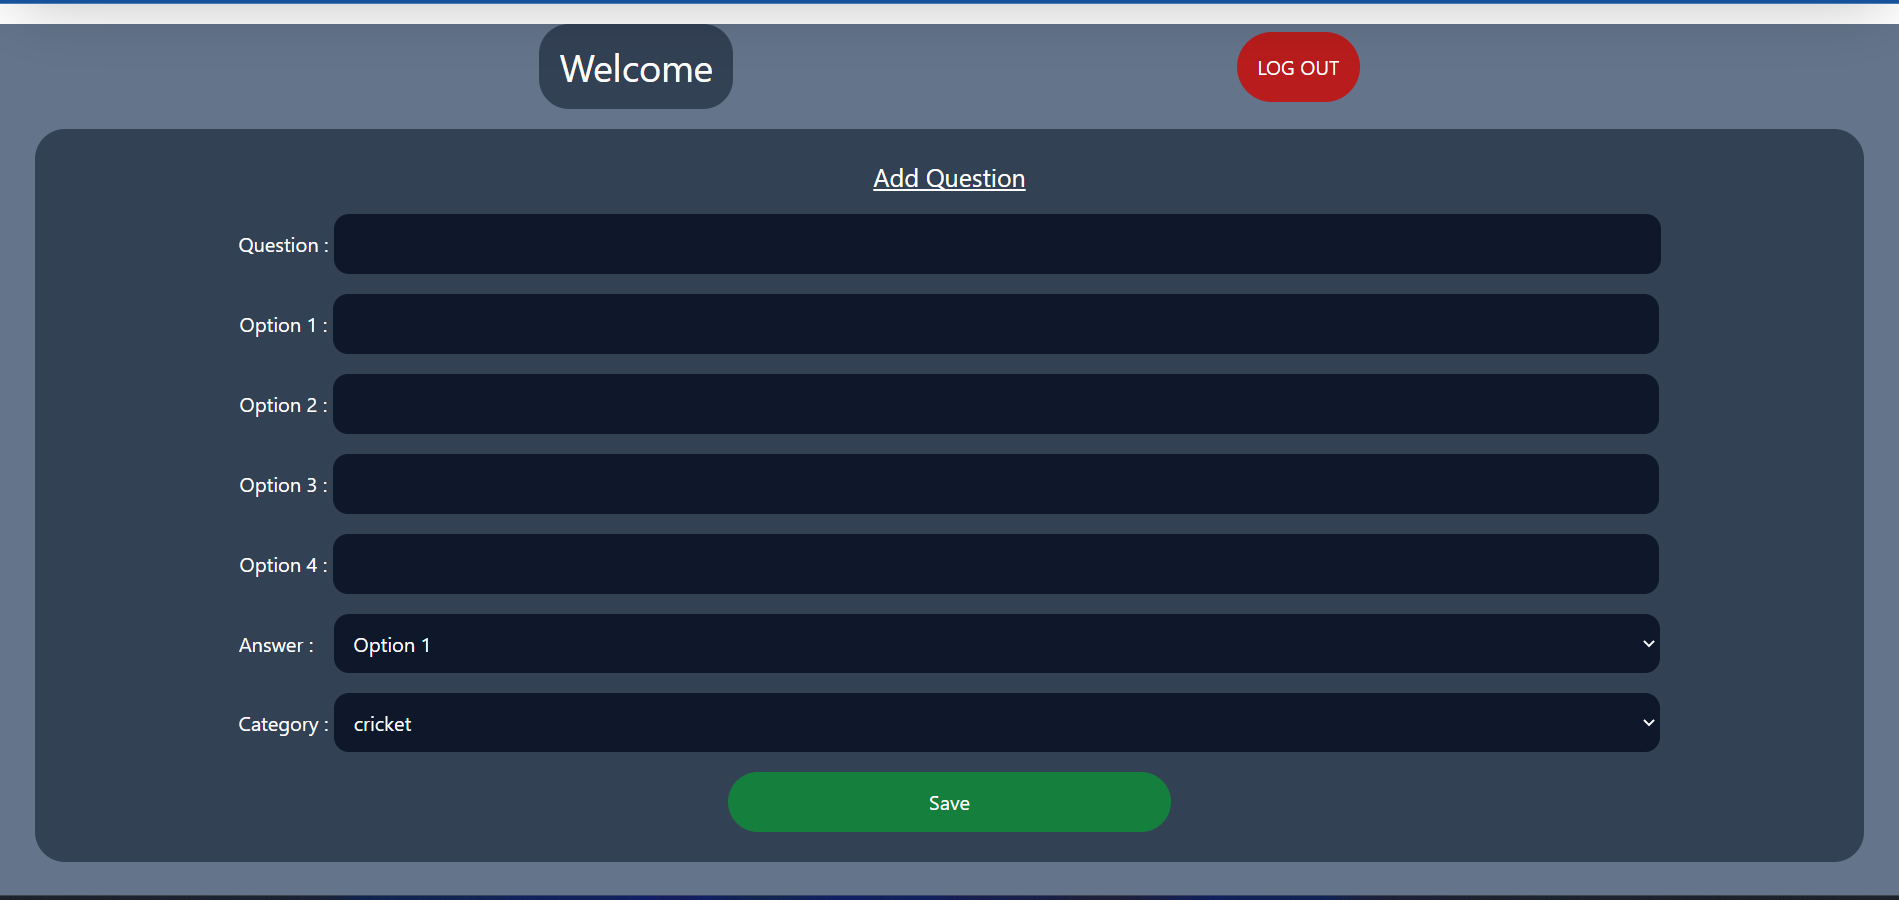 Welcome
LOG OUT
Add Question
Question :
Option 1 :
Option 2 :
Option 3 :
Option 4 :
Answer : Option 1
Category : cricket
Save